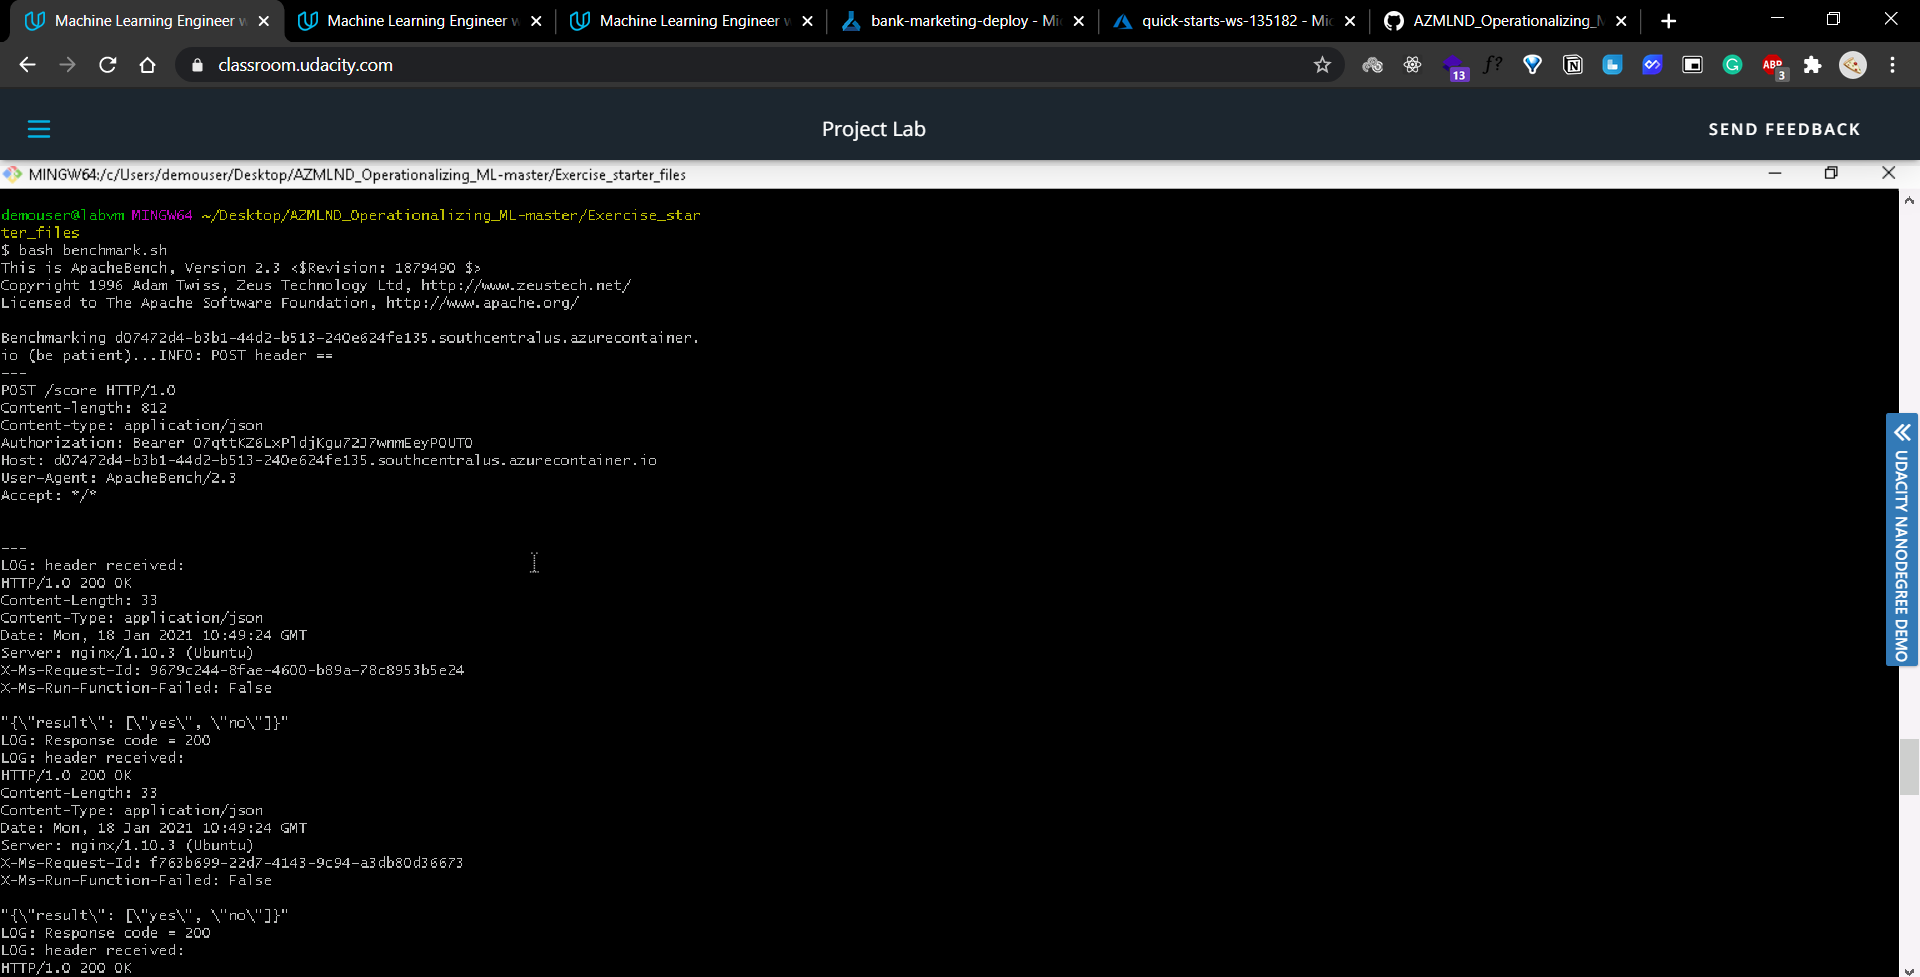 Machine Learning Engineer w
Machine Learning Engineer w
Machine Learning Engineer w
bank-marketing-deploy - Mi
quick-starts-ws-135182 - Mic
AZMLND_Operationalizing_M
classroom.udacity.com
13
f?
ABP
3
Project Lab
SEND FEEDBACK
MINGW64:/c/Users/demouser/Desktop/AZMLND_Operationalizing_ML-master/Exercise_starter_files
demouser@labvm MINGW64 ~/Desktop/AZMLND_Operationalizing_ML-master/Exercise_star
ter_files
$ bash benchmark.sh
This is ApacheBench, Version 2.3 <$Revision: 1879490 $>
Copyright 1996 Adam Twiss, Zeus Technology Ltd, http://www.zeustech.net/
Licensed to The Apache Software Foundation, http://www.apache.org/
Benchmarking d07472d4-b3b1-44d2-b513-240e624fe135.southcentralus.azurecontainer.
io (be patient)...INFO: POST header ==
---
POST /score HTTP/1.0
Content-length: 812
Content-type: application/json
Authorization: Bearer
Host: d07472d4-b3b1-44d2-b513-240e624fe135.southcentralus.azurecontainer.io
User-Agent: ApacheBench/2.3
Accept: */*
---
LOG: header received:
HTTP/1.0 200 OK
Content-Length: 33
Content-Type: application/json
Date: Mon, 18 Jan 2021 10:49:24 GMT
Server: nginx/1.10.3 (Ubuntu)
X-Ms-Request-Id: 9679c244-8fae-4600-b89a-78c8953b5e24
X-Ms-Run-Function-Failed: False
"{\"result\": [\"yes\", \"no\"]}"
LOG: Response code = 200
LOG: header received:
HTTP/1.0 200 OK
Content-Length: 33
Content-Type: application/json
Date: Mon, 18 Jan 2021 10:49:24 GMT
Server: nginx/1.10.3 (Ubuntu)
X-Ms-Request-Id: f763b699-22d7-4143-9c94-a3db80d36673
X-Ms-Run-Function-Failed: False
"{\"result\": [\"yes\", \"no\"]}"
LOG: Response code = 200
LOG: header received:
HTTP/1.0 200 OK
UDACITY NANODEGREE DEMO